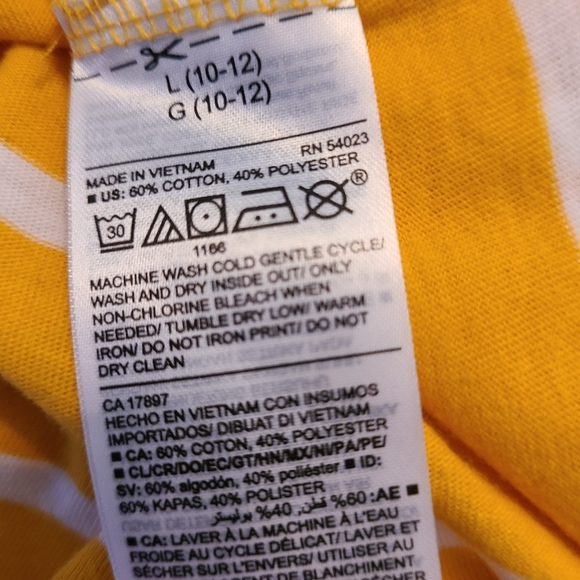 L (10-12)
G (10-12)
RN 54023
MADE IN VIETNAM
■ US: 60% COTTON, 40% POLYESTER
30
®
1166
MACHINE WASH COLD GENTLE CYCLE/
WASH AND DRY INSIDE OUT/ ONLY
NON-CHLORINE BLEACH WHEN
NEEDED/ TUMBLE DRY LOW/ WARM
IRON/ DO NOT IRON PRINT/ DO NOT
DRY CLEAN
CA 17897
HECHO EN VIETNAM CON INSUMOS
IMPORTADOS/ DIBUAT DI VIETNAM
■ CA: 60% COTON, 40% POLYESTER
■ CL/CR/DO/EC/GT/HN/MX/NI/PA/PE/
SV: 60% algodón, 40% poliéster ■ ID:
60% KAPAS, 40% POLISTER
■ AE: 60% قطن, 40% بوليستر
■ CA: LAVER À LA MACHINE À L'EAU
FROIDE AU CYCLE DÉLICAT/ LAVER ET
SÉCHER SUR L'ENVERS/ UTILISER AU
AGENT DE BLANCHIMENT